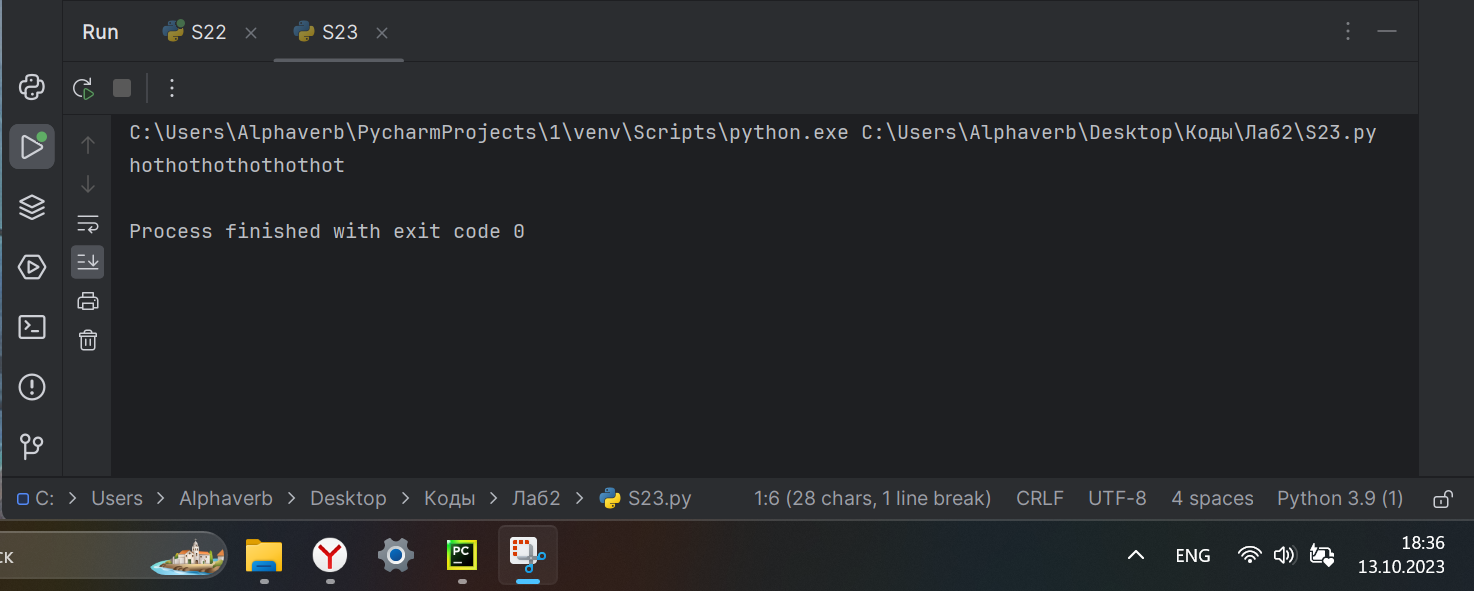 Run S22 S23
C:\Users\Alphaverb\PycharmProjects\1\venv\Scripts\python.exe C:\Users\Alphaverb\Desktop\Коды\Лаб2\S23.py
hothothothothothot
Process finished with exit code 0
C: > Users > Alphaverb > Desktop > Коды > Лаб2 > S23.py 1:6 (28 chars, 1 line break) CRLF UTF-8 4 spaces Python 3.9 (1)
ск PC ENG 18:36
13.10.2023